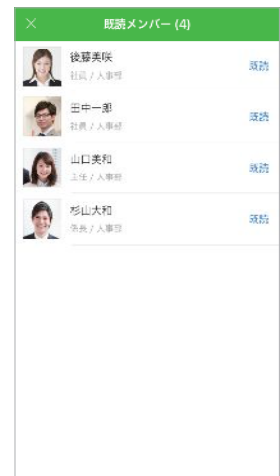 既読メンバー (4)
後藤美咲
社員 / 人事部
既読
田中一郎
社員 / 人事部
既読
山口美和
主任 / 人事部
既読
杉山大和
係長 / 人事部
既読